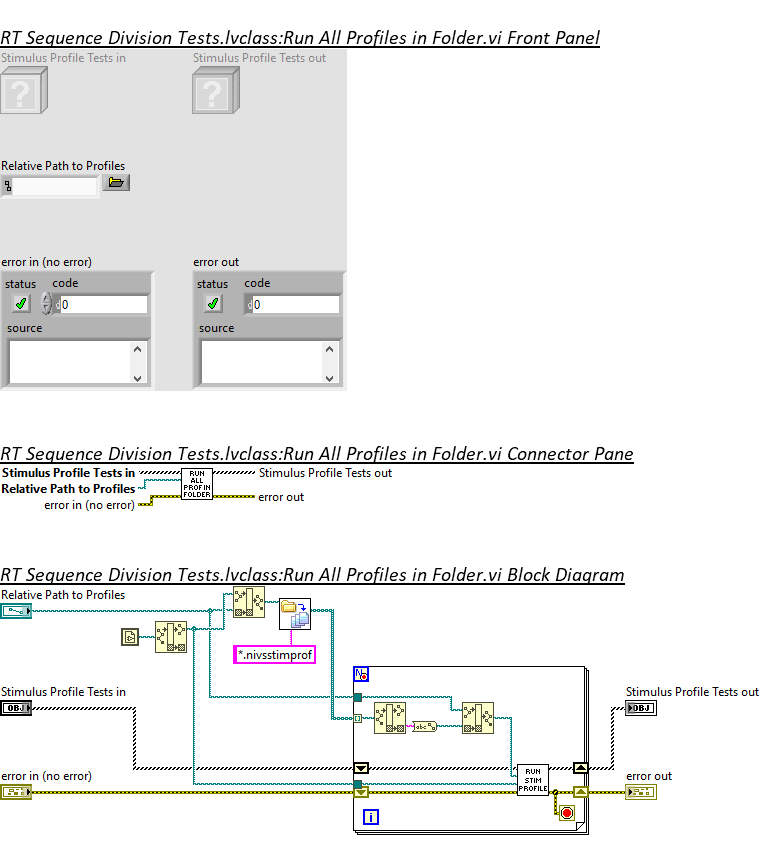 RT Sequence Division Tests.lvclass:Run All Profiles in Folder.vi Front Panel
Stimulus Profile Tests in
Stimulus Profile Tests out
?
?
Relative Path to Profiles
error in (no error)
error out
status code
status code
d0
d0
source
source
RT Sequence Division Tests.lvclass:Run All Profiles in Folder.vi Connector Pane
Stimulus Profile Tests in
Relative Path to Profiles
error in (no error)
RUN
ALL
PROF IN
FOLDER
Stimulus Profile Tests out
error out
RT Sequence Division Tests.lvclass:Run All Profiles in Folder.vi Block Diagram
Relative Path to Profiles
*.nivsstimprof
N
Stimulus Profile Tests in
OBJ
Stimulus Profile Tests out
OBJ
abc
RUN
STIM
PROFILE
error in (no error)
error out
i